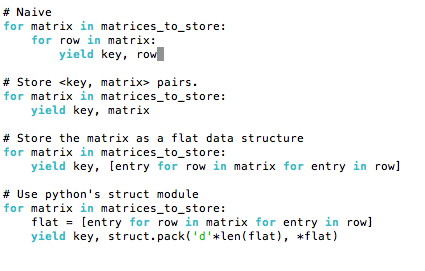 # Naive
for matrix in matrices_to_store:
    for row in matrix:
        yield key, row

# Store <key, matrix> pairs.
for matrix in matrices_to_store:
    yield key, matrix

# Store the matrix as a flat data structure
for matrix in matrices_to_store:
    yield key, [entry for row in matrix for entry in row]

# Use python's struct module
for matrix in matrices_to_store:
    flat = [entry for row in matrix for entry in row]
    yield key, struct.pack('d'*len(flat), *flat)